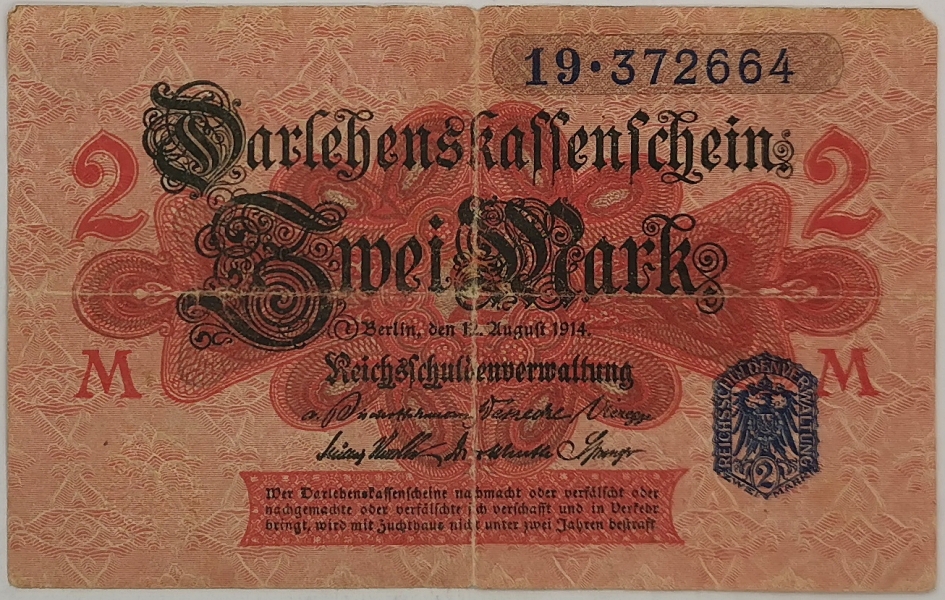 19·372664
Darlehenskassenschein
2 2
Zwei Mark
Berlin, den 12. August 1914.
M M
Reichsschuldenverwaltung
REICHSSCHULDENVERWALTUNG
2
ZWEI MARK
Wer Darlehenskassenscheine nachmacht oder verfälscht oder
nachgemachte oder verfälschte sich verschafft und in Verkehr
bringt, wird mit Zuchthaus nicht unter zwei Jahren bestraft